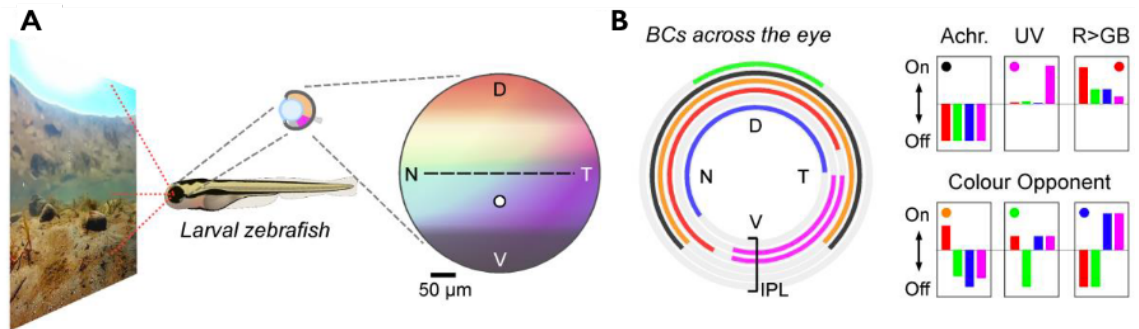 A
Larval zebrafish
D
N
T
V
50 µm
B
BCs across the eye
D
N
T
V
IPL
Achr.
UV
R>GB
On
Off
Colour Opponent
On
Off